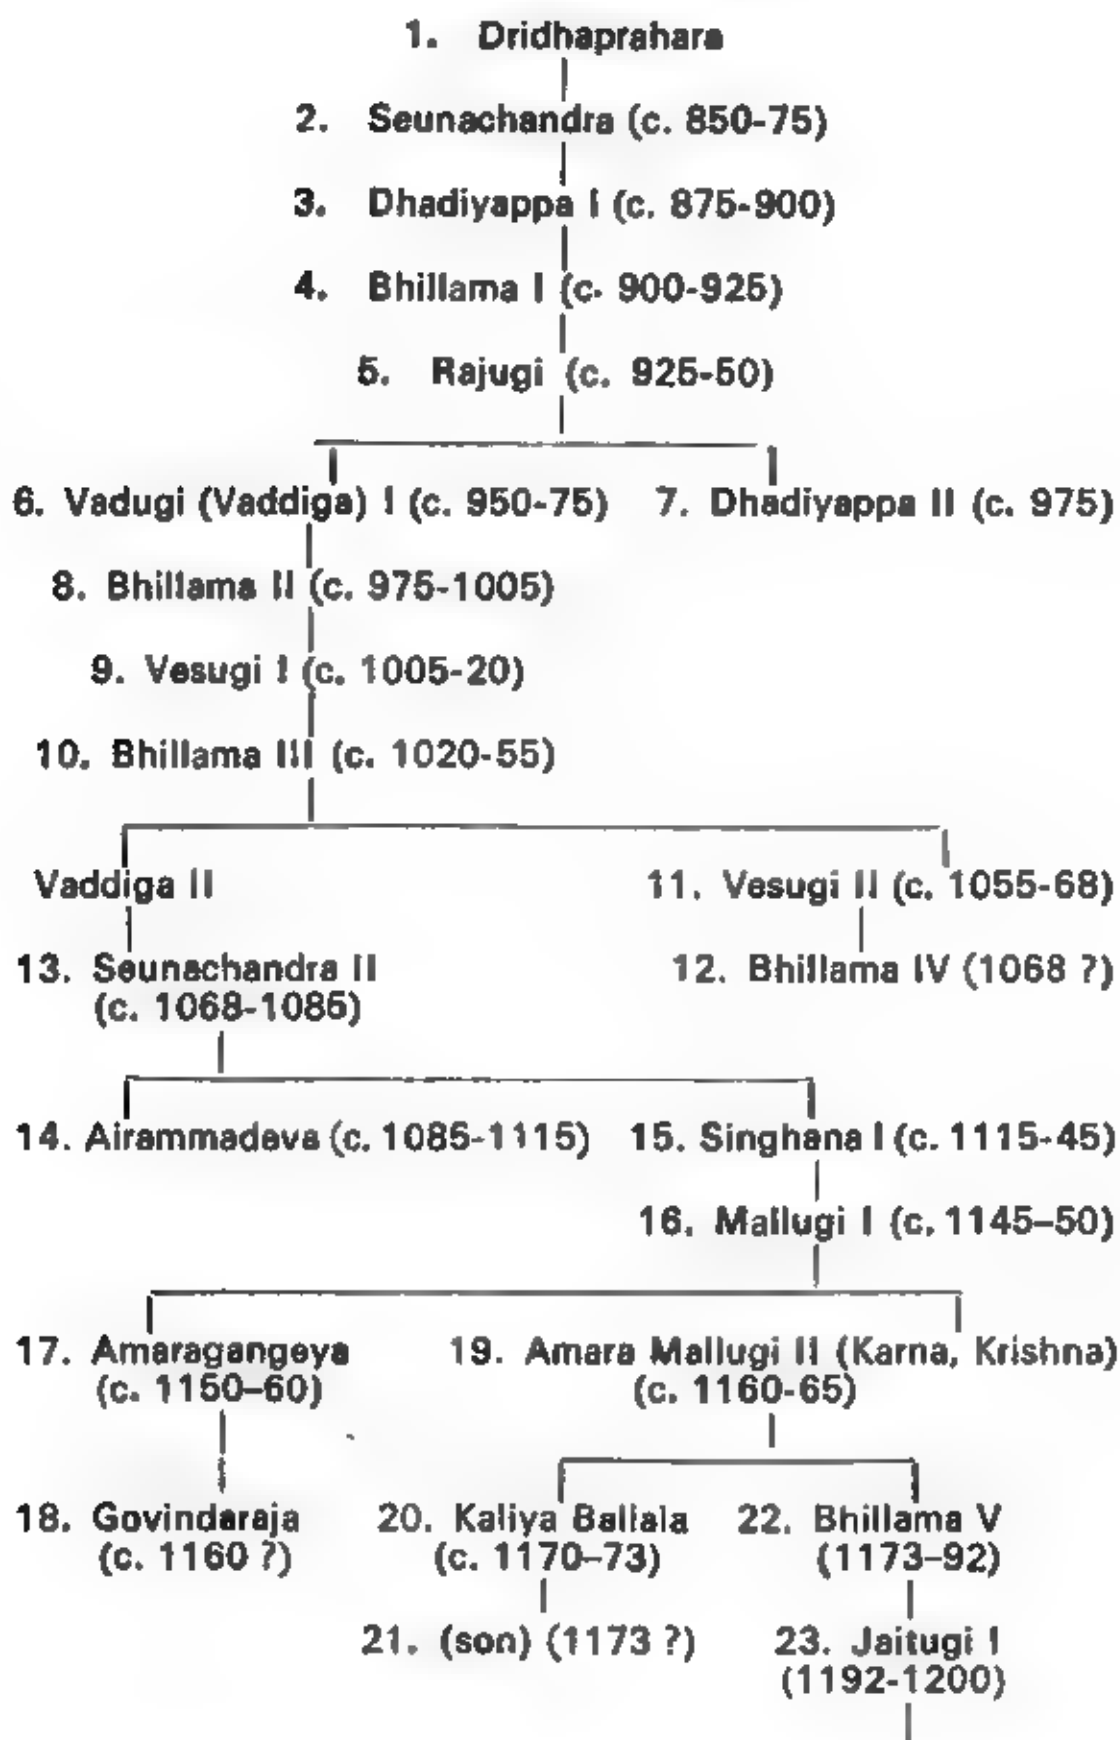 1. Dridhaprahara
2. Seunachandra (c. 850-75)
3. Dhadiyappa I (c. 875-900)
4. Bhillama I (c. 900-925)
5. Rajugi (c. 925-50)
6. Vadugi (Vaddiga) I (c. 950-75) 7. Dhadiyappa II (c. 975)
8. Bhillama II (c. 975-1005)
9. Vesugi I (c. 1005-20)
10. Bhillama III (c. 1020-55)
Vaddiga II 11. Vesugi II (c. 1055-68)
13. Seunachandra II 12. Bhillama IV (1068 ?)
(c. 1068-1085)
14. Airammadeva (c. 1085-1115) 15. Singhana I (c. 1115-45)
16. Mallugi I (c. 1145–50)
17. Amaragangeya 19. Amara Mallugi II (Karna, Krishna)
(c. 1150–60) (c. 1160-65)
18. Govindaraja 20. Kaliya Ballala 22. Bhillama V
(c. 1160 ?) (c. 1170–73) (1173–92)
21. (son) (1173 ?) 23. Jaitugi I
(1192-1200)